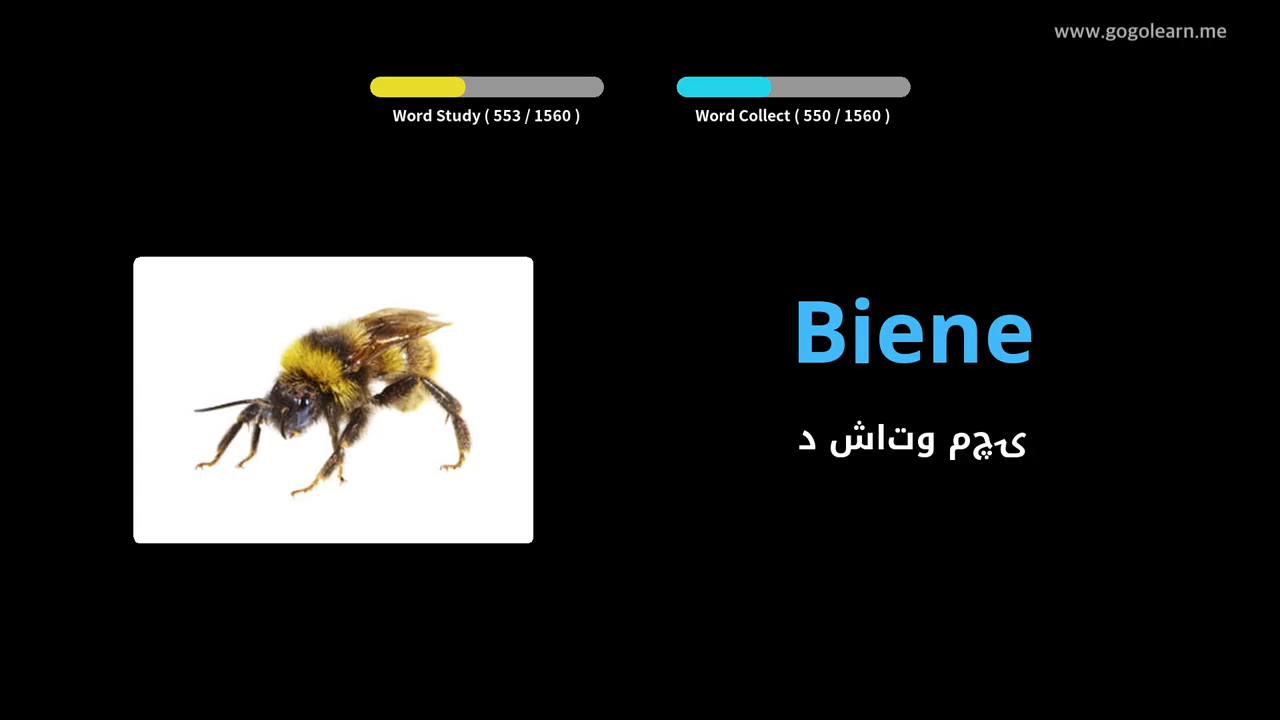 www.gogolearn.me
Word Study ( 553 / 1560 )
Word Collect ( 550 / 1560 )
Biene
د شاتو مچۍ